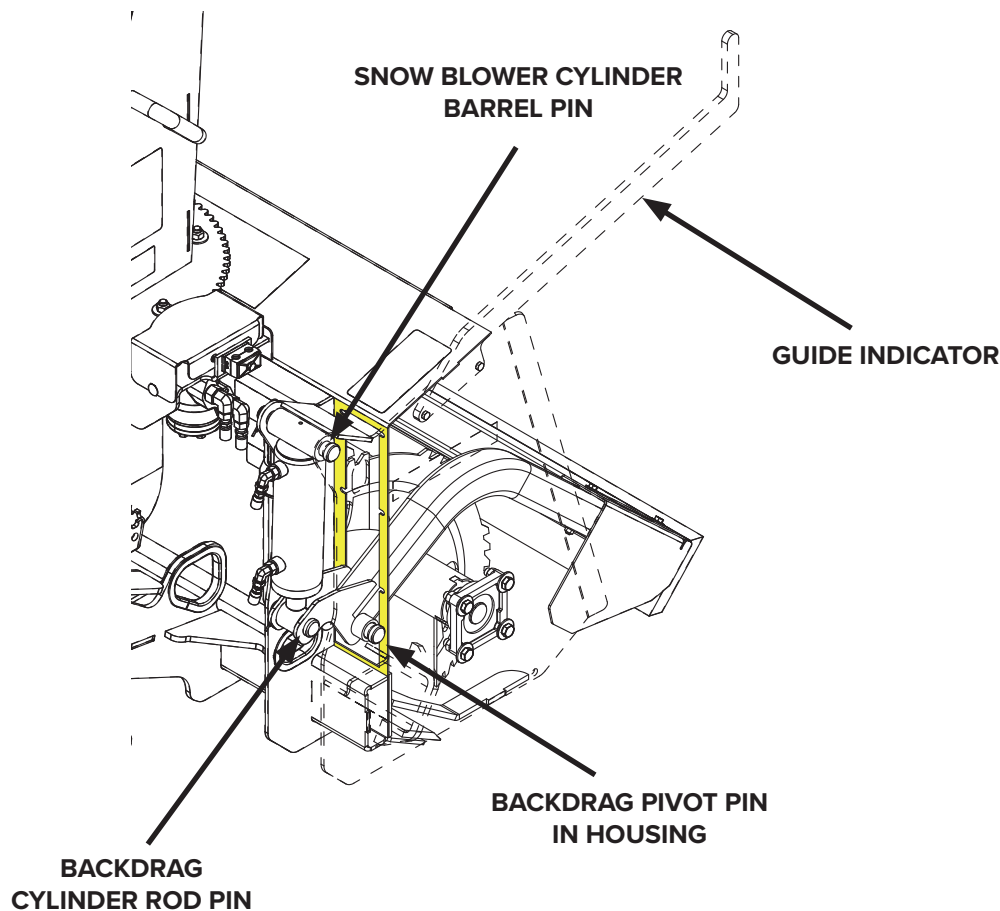 SNOW BLOWER CYLINDER
BARREL PIN
GUIDE INDICATOR
BACKDRAG PIVOT PIN
IN HOUSING
BACKDRAG
CYLINDER ROD PIN